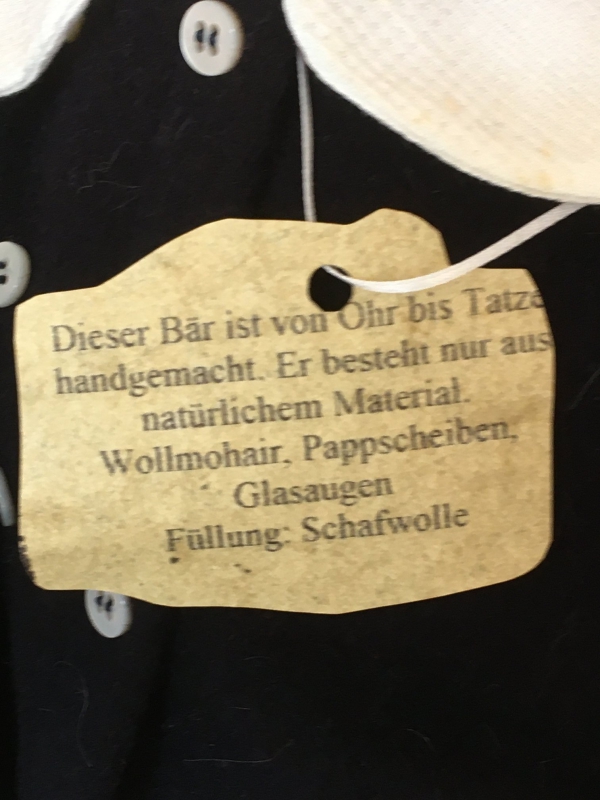 Dieser Bär ist von Ohr bis Tatze
handgemacht. Er besteht nur aus
natürlichem Material.
Wollmohair, Pappscheiben,
Glasaugen
Füllung: Schafwolle